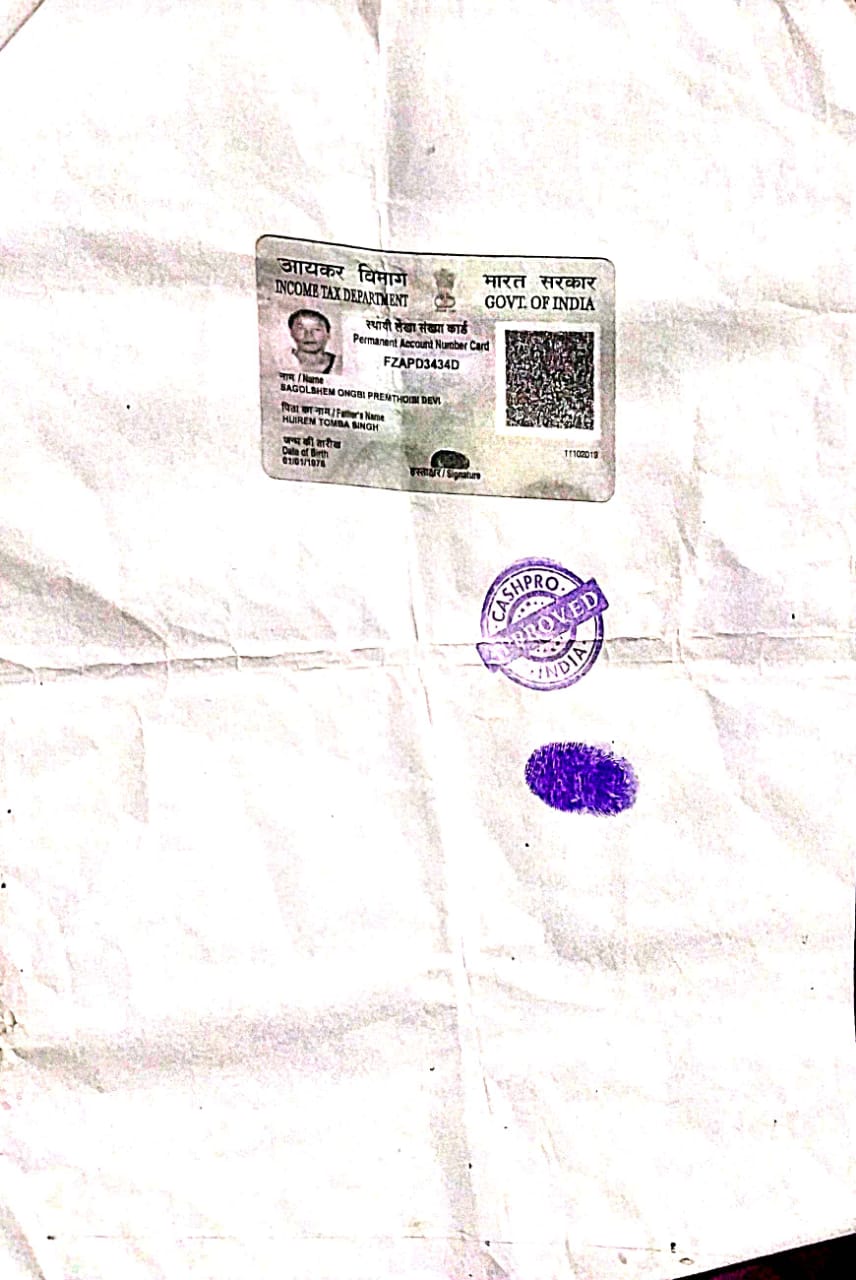 आयकर विभाग
INCOME TAX DEPARTMENT
भारत सरकार
GOVT. OF INDIA
स्थायी लेखा संख्या कार्ड
Permanent Account Number Card
FZAPD3434D
नाम / Name
SAGOLSHEM ONGBI PREMTHOIBI DEVI
पिता का नाम / Father's Name
HUIREM TOMBA SINGH
जन्म की तारीख
Date of Birth
01/01/1978
हस्ताक्षर / Signature
11102019
CASHPRO
APPROVED
INDIA